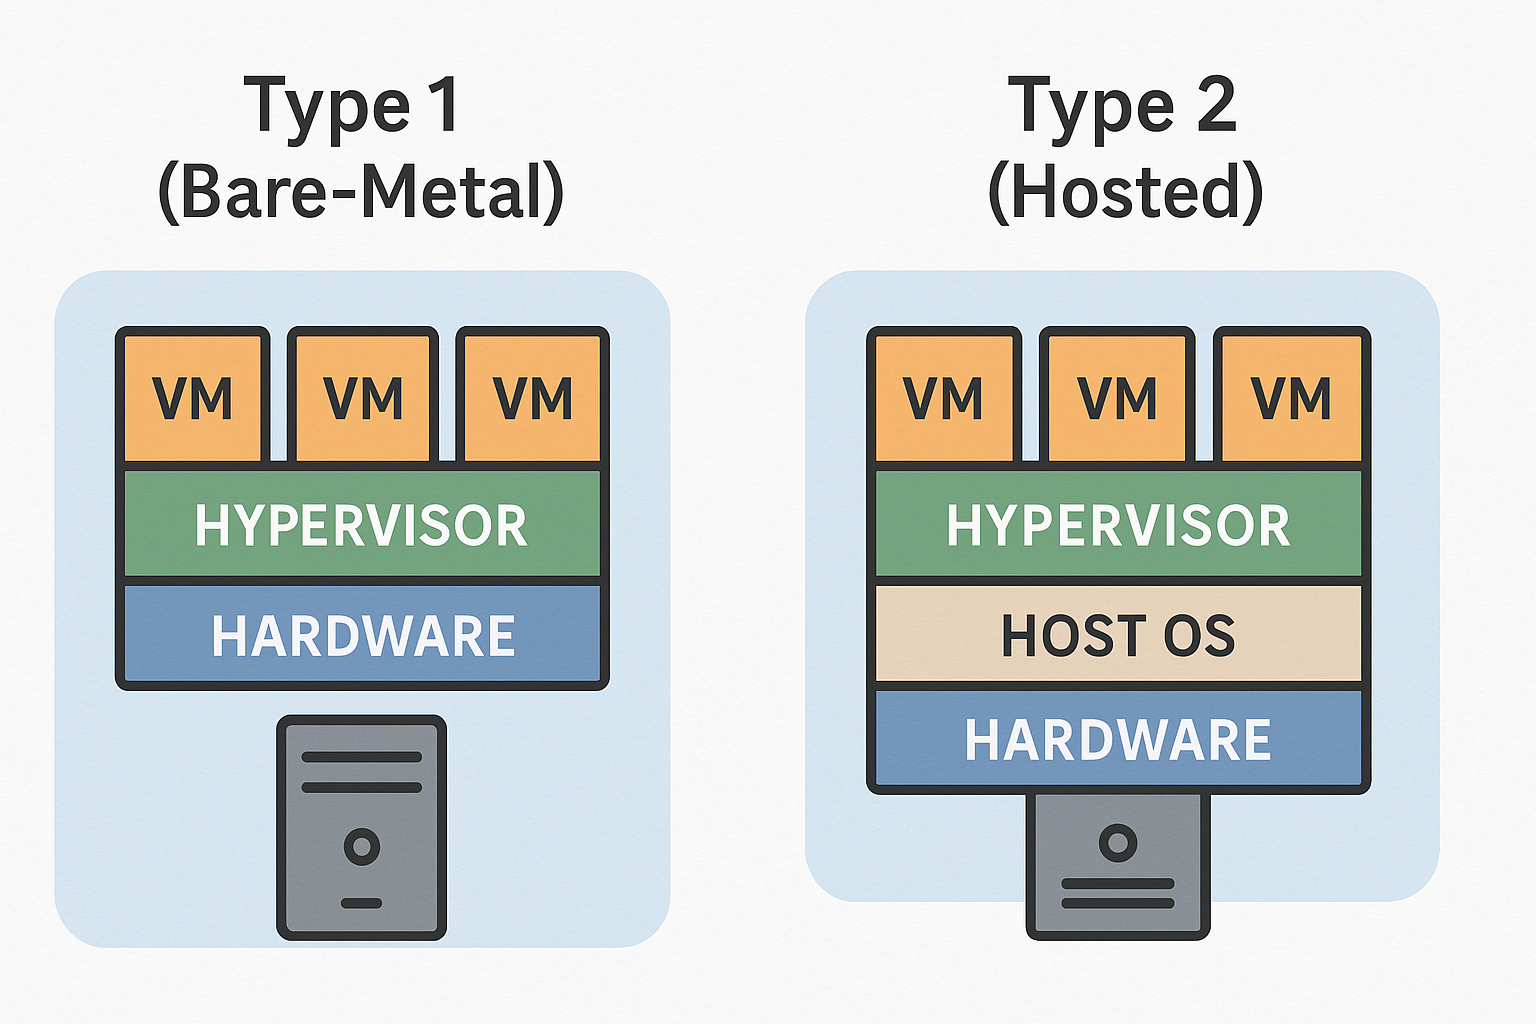 Type 1
(Bare-Metal)
VM VM VM
HYPERVISOR
HARDWARE
Type 2
(Hosted)
VM VM VM
HYPERVISOR
HOST OS
HARDWARE